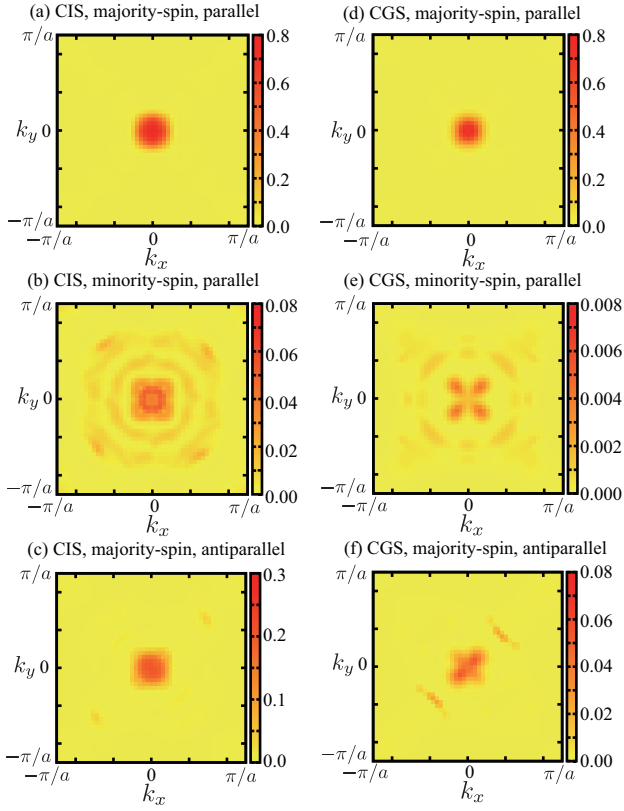 (a) CIS, majority-spin, parallel
π/a
k_y 0
−π/a
−π/a 0 π/a
k_x
0.8
0.6
0.4
0.2
0.0
(d) CGS, majority-spin, parallel
π/a
k_y 0
−π/a
−π/a 0 π/a
k_x
0.8
0.6
0.4
0.2
0.0
(b) CIS, minority-spin, parallel
π/a
k_y 0
−π/a
−π/a 0 π/a
k_x
0.08
0.06
0.04
0.02
0.00
(e) CGS, minority-spin, parallel
π/a
k_y 0
−π/a
−π/a 0 π/a
k_x
0.008
0.006
0.004
0.002
0.000
(c) CIS, majority-spin, antiparallel
π/a
k_y 0
−π/a
−π/a 0 π/a
k_x
0.3
0.2
0.1
0.0
(f) CGS, majority-spin, antiparallel
π/a
k_y 0
−π/a
−π/a 0 π/a
k_x
0.08
0.06
0.04
0.02
0.00